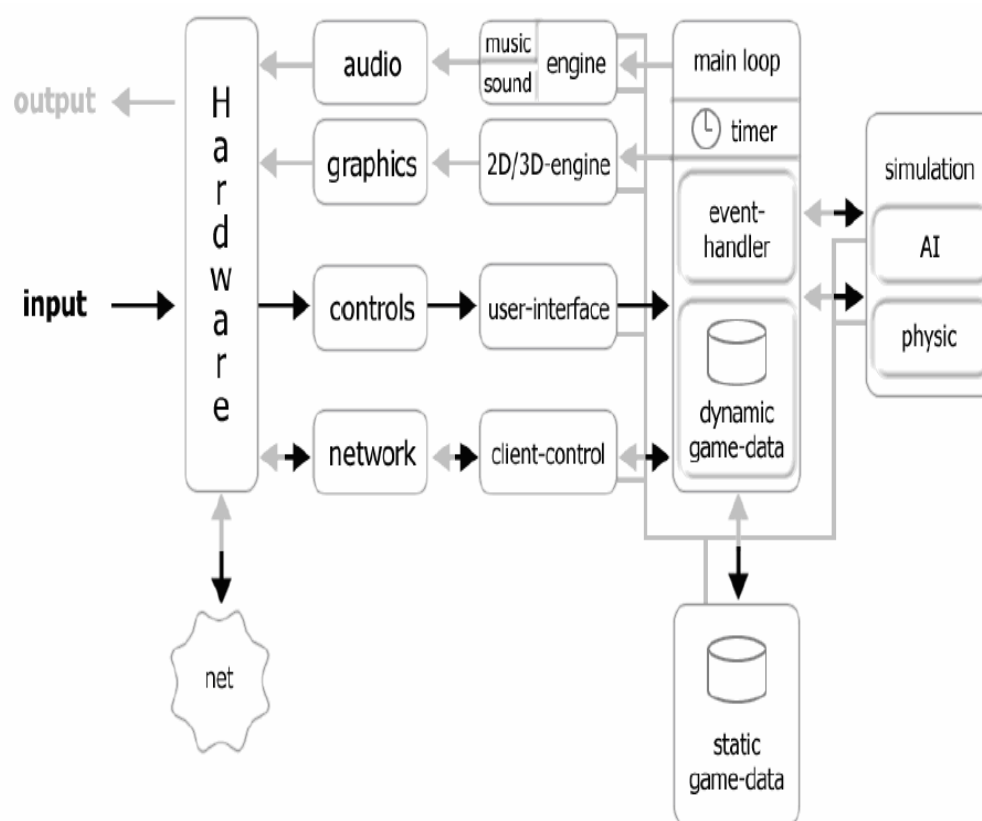 output
input
Hardware
audio
music
sound
engine
graphics
2D/3D-engine
controls
user-interface
network
client-control
main loop
timer
event-
handler
dynamic
game-data
simulation
AI
physic
net
static
game-data